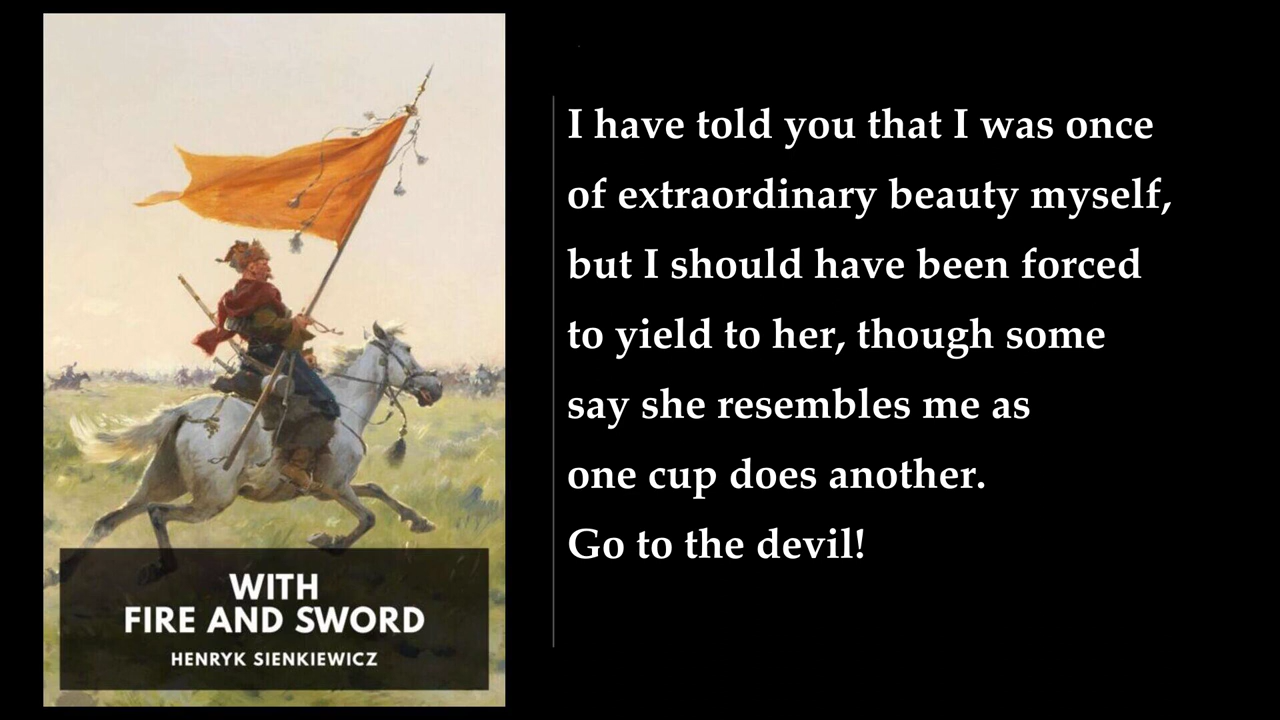 WITH
FIRE AND SWORD
HENRYK SIENKIEWICZ
I have told you that I was once
of extraordinary beauty myself,
but I should have been forced
to yield to her, though some
say she resembles me as
one cup does another.
Go to the devil!